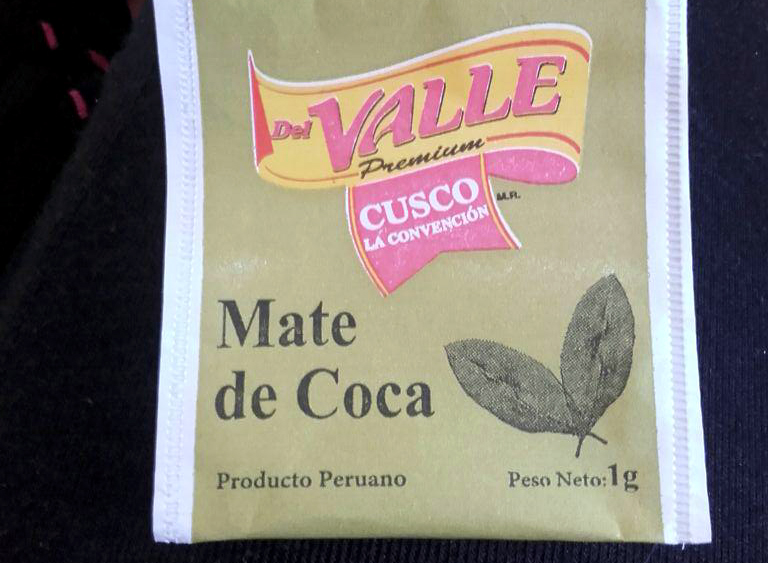 Del VALLE
Premium
CUSCO
M.R.
LA CONVENCIÓN
Mate
de Coca
Producto Peruano
Peso Neto:1g